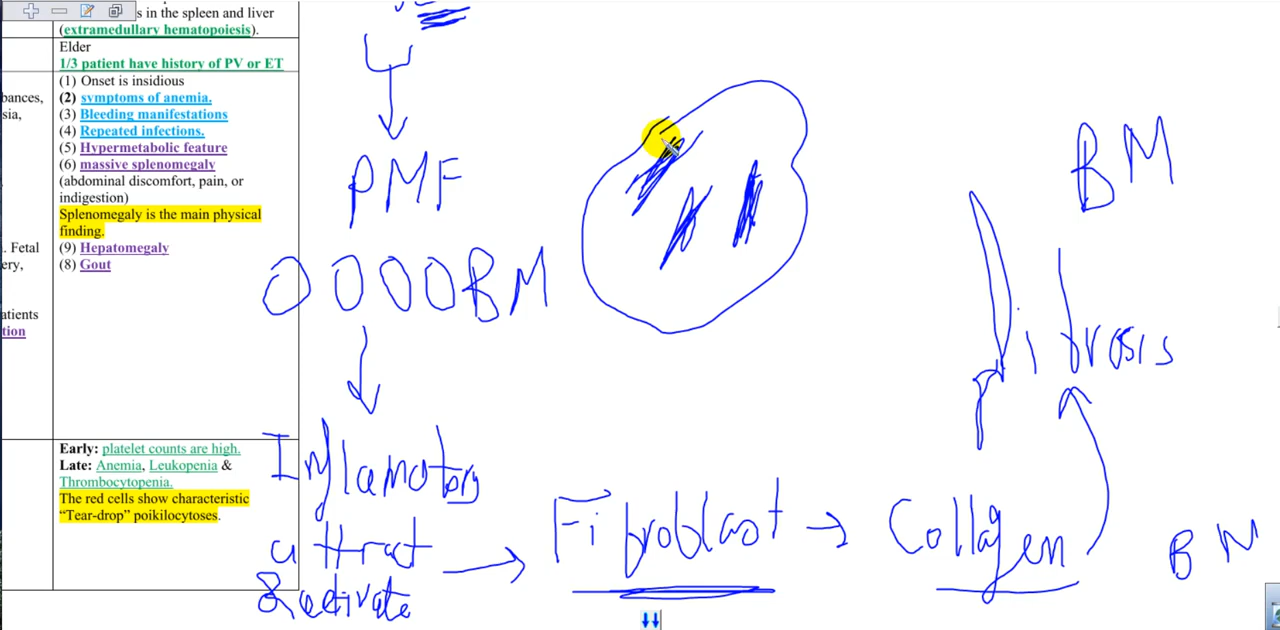 s in the spleen and liver
(extramedullary hematopoiesis).
Elder
1/3 patient have history of PV or ET
(1) Onset is insidious
bances,
(2) symptoms of anemia.
sia,
(3) Bleeding manifestations
(4) Repeated infections.
(5) Hypermetabolic feature
(6) massive splenomegaly
(abdominal discomfort, pain, or
indigestion)
Splenomegaly is the main physical
finding.
. Fetal
(9) Hepatomegaly
ery,
(8) Gout
atients
tion
Early: platelet counts are high.
Late: Anemia, Leukopenia &
Thrombocytopenia.
The red cells show characteristic
“Tear-drop” poikilocytoses.
PMF
BM
Inflamotory
attract
& activate
Fibroblast
Collagen
BM
fibrosis
BM